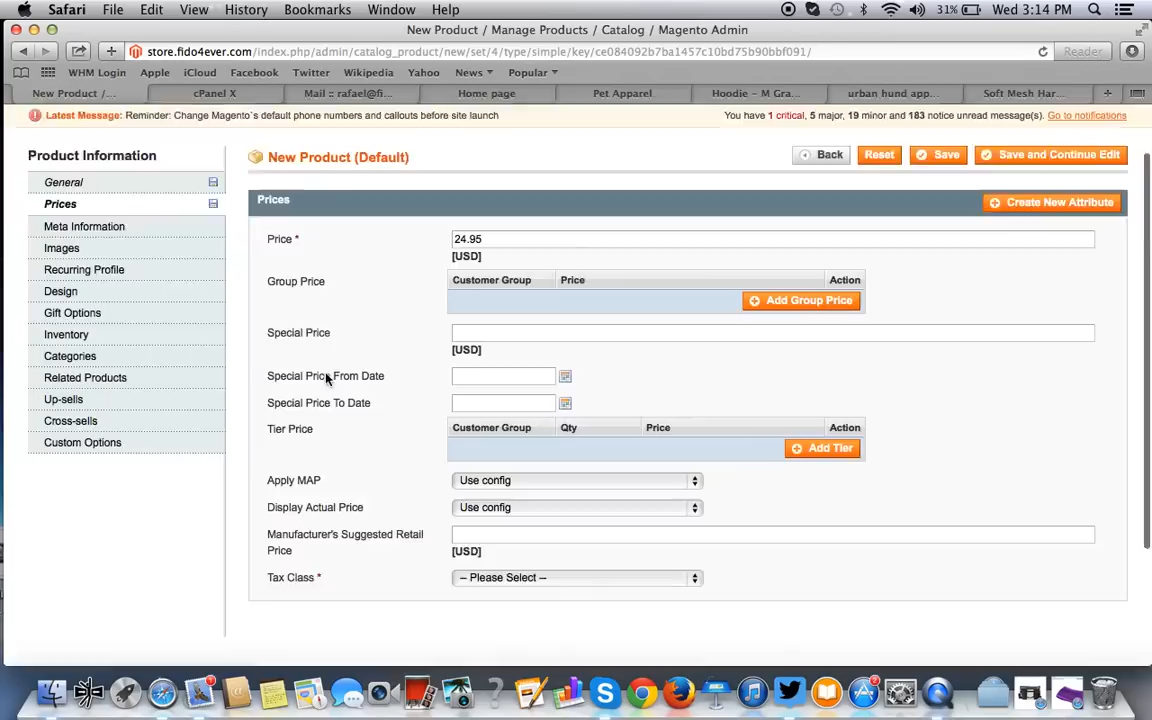 Safari File Edit View History Bookmarks Window Help 31% Wed 3:14 PM
New Product / Manage Products / Catalog / Magento Admin
store.fido4ever.com/index.php/admin/catalog_product/new/set/4/type/simple/key/ce084092b7ba1457c10bd75b90bbf091/ Reader
WHM Login Apple iCloud Facebook Twitter Wikipedia Yahoo News Popular
New Product /... cPanel X Mail :: rafael@fi... Home page Pet Apparel Hoodie – M Gra... urban hund app... Soft Mesh Har...
Latest Message: Reminder: Change Magento`s default phone numbers and callouts before site launch You have 1 critical, 5 major, 19 minor and 183 notice unread message(s). Go to notifications
Product Information
General
Prices
Meta Information
Images
Recurring Profile
Design
Gift Options
Inventory
Categories
Related Products
Up-sells
Cross-sells
Custom Options
New Product (Default) Back Reset Save Save and Continue Edit
Prices Create New Attribute
Price * 24.95
[USD]
Group Price Customer Group Price Action
Add Group Price
Special Price
[USD]
Special Price From Date
Special Price To Date
Tier Price Customer Group Qty Price Action
Add Tier
Apply MAP Use config
Display Actual Price Use config
Manufacturer's Suggested Retail
Price [USD]
Tax Class * -- Please Select --